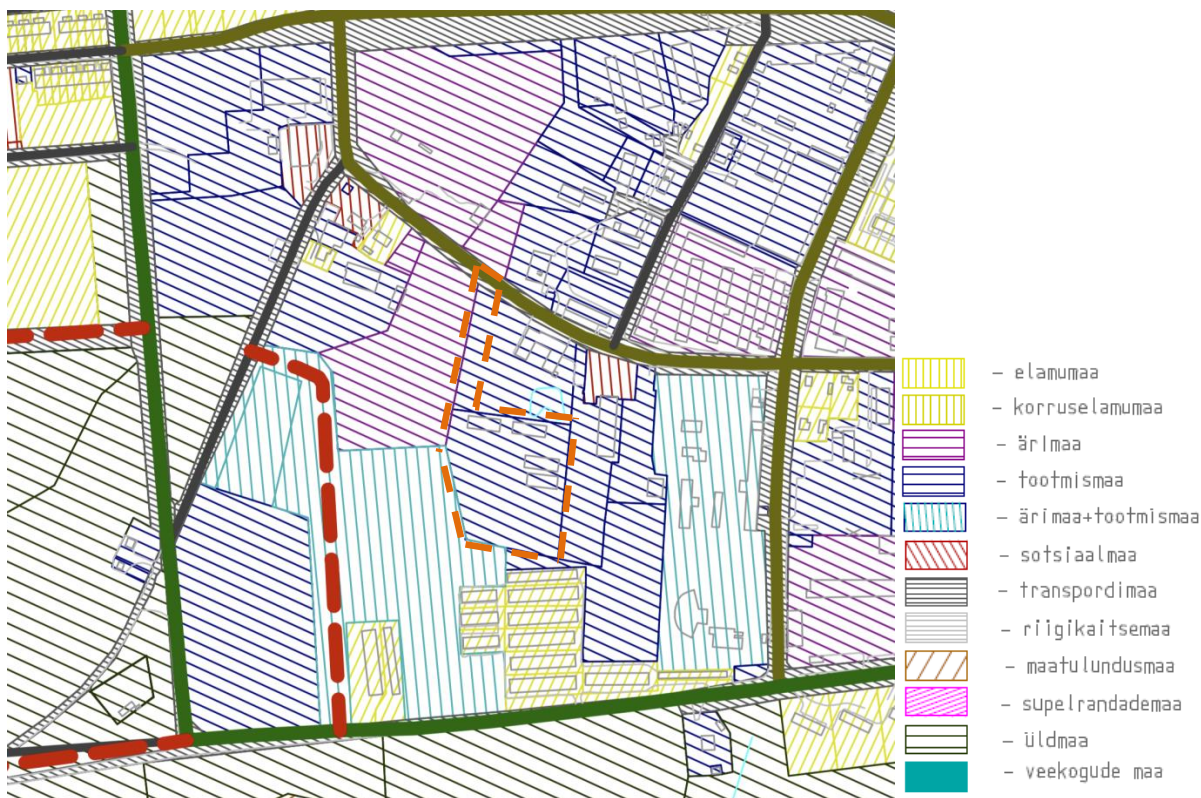 – elamumaa
– korruselamumaa
– ärimaa
– tootmismaa
– ärimaa+tootmismaa
– sotsiaalmaa
– transpordimaa
– riigikaitsemaa
– maatulundusmaa
– supelrandademaa
– üldmaa
– veekogude maa